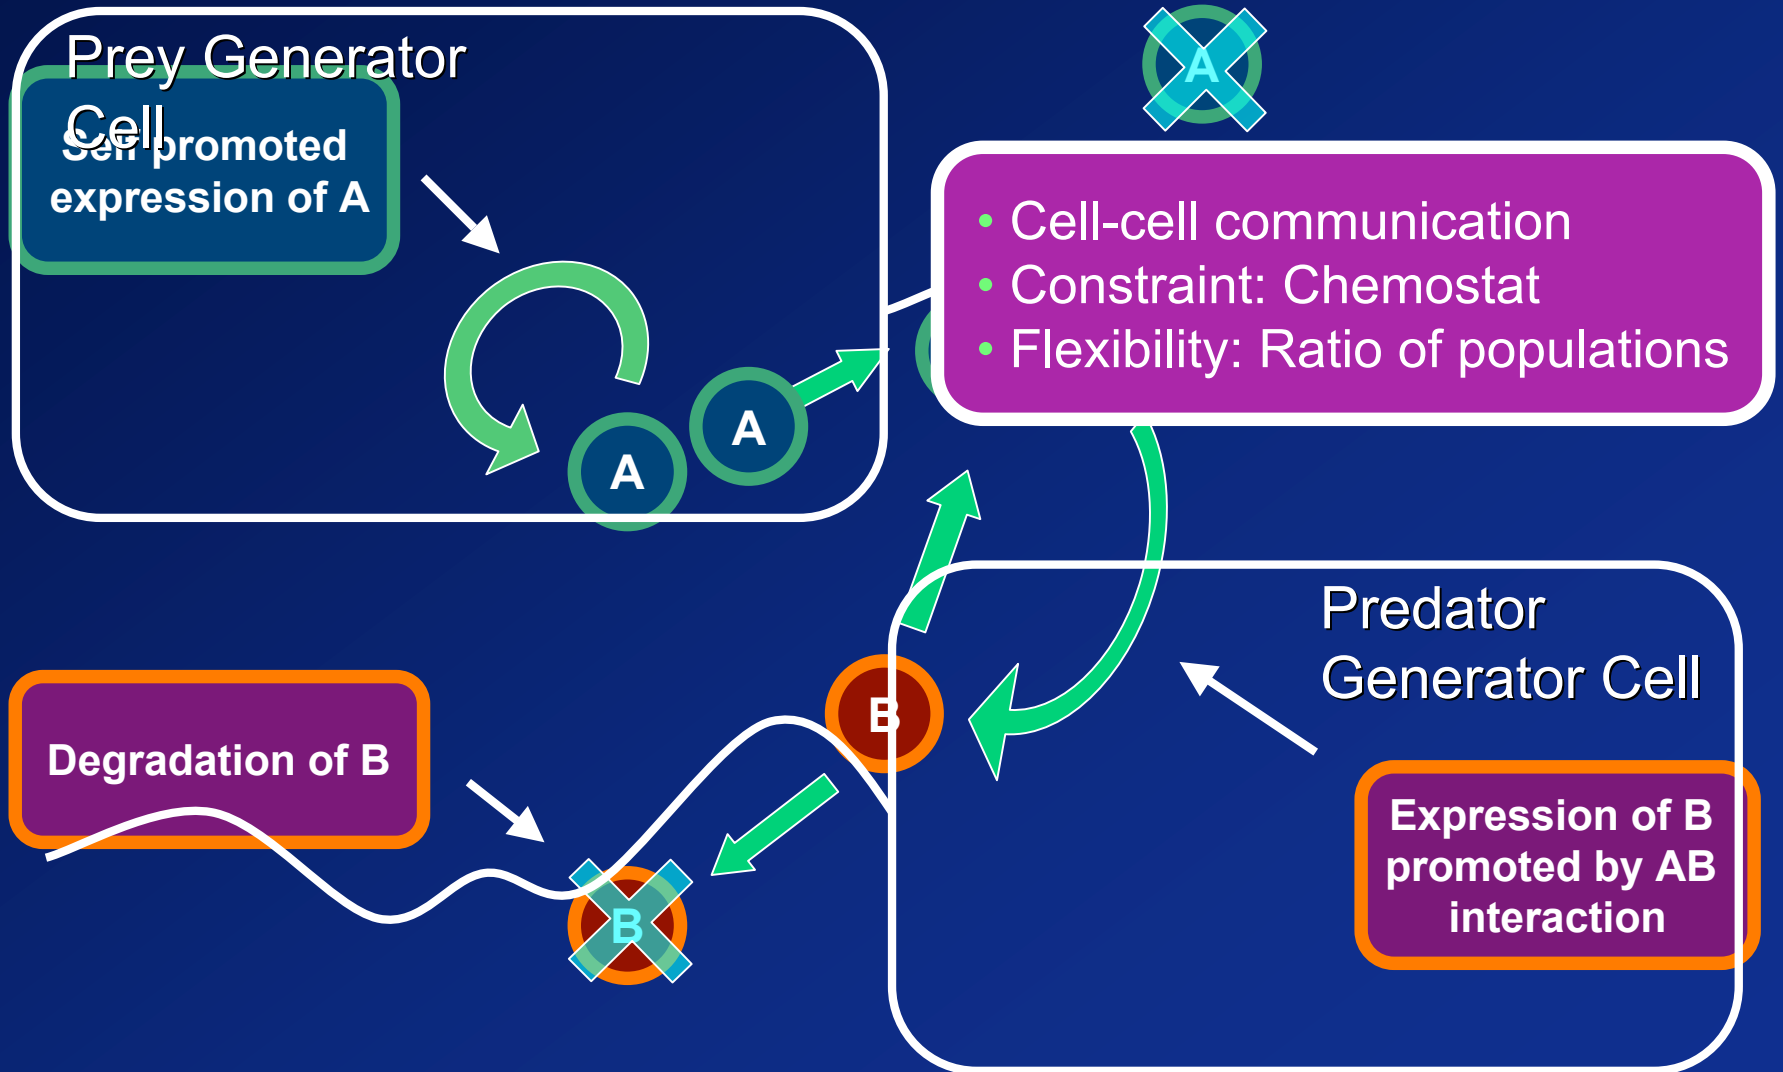 Prey Generator
Cell
Self promoted
expression of A
A
• Cell-cell communication
• Constraint: Chemostat
• Flexibility: Ratio of populations
A
A
Predator
Generator Cell
B
Degradation of B
Expression of B
promoted by AB
interaction
B